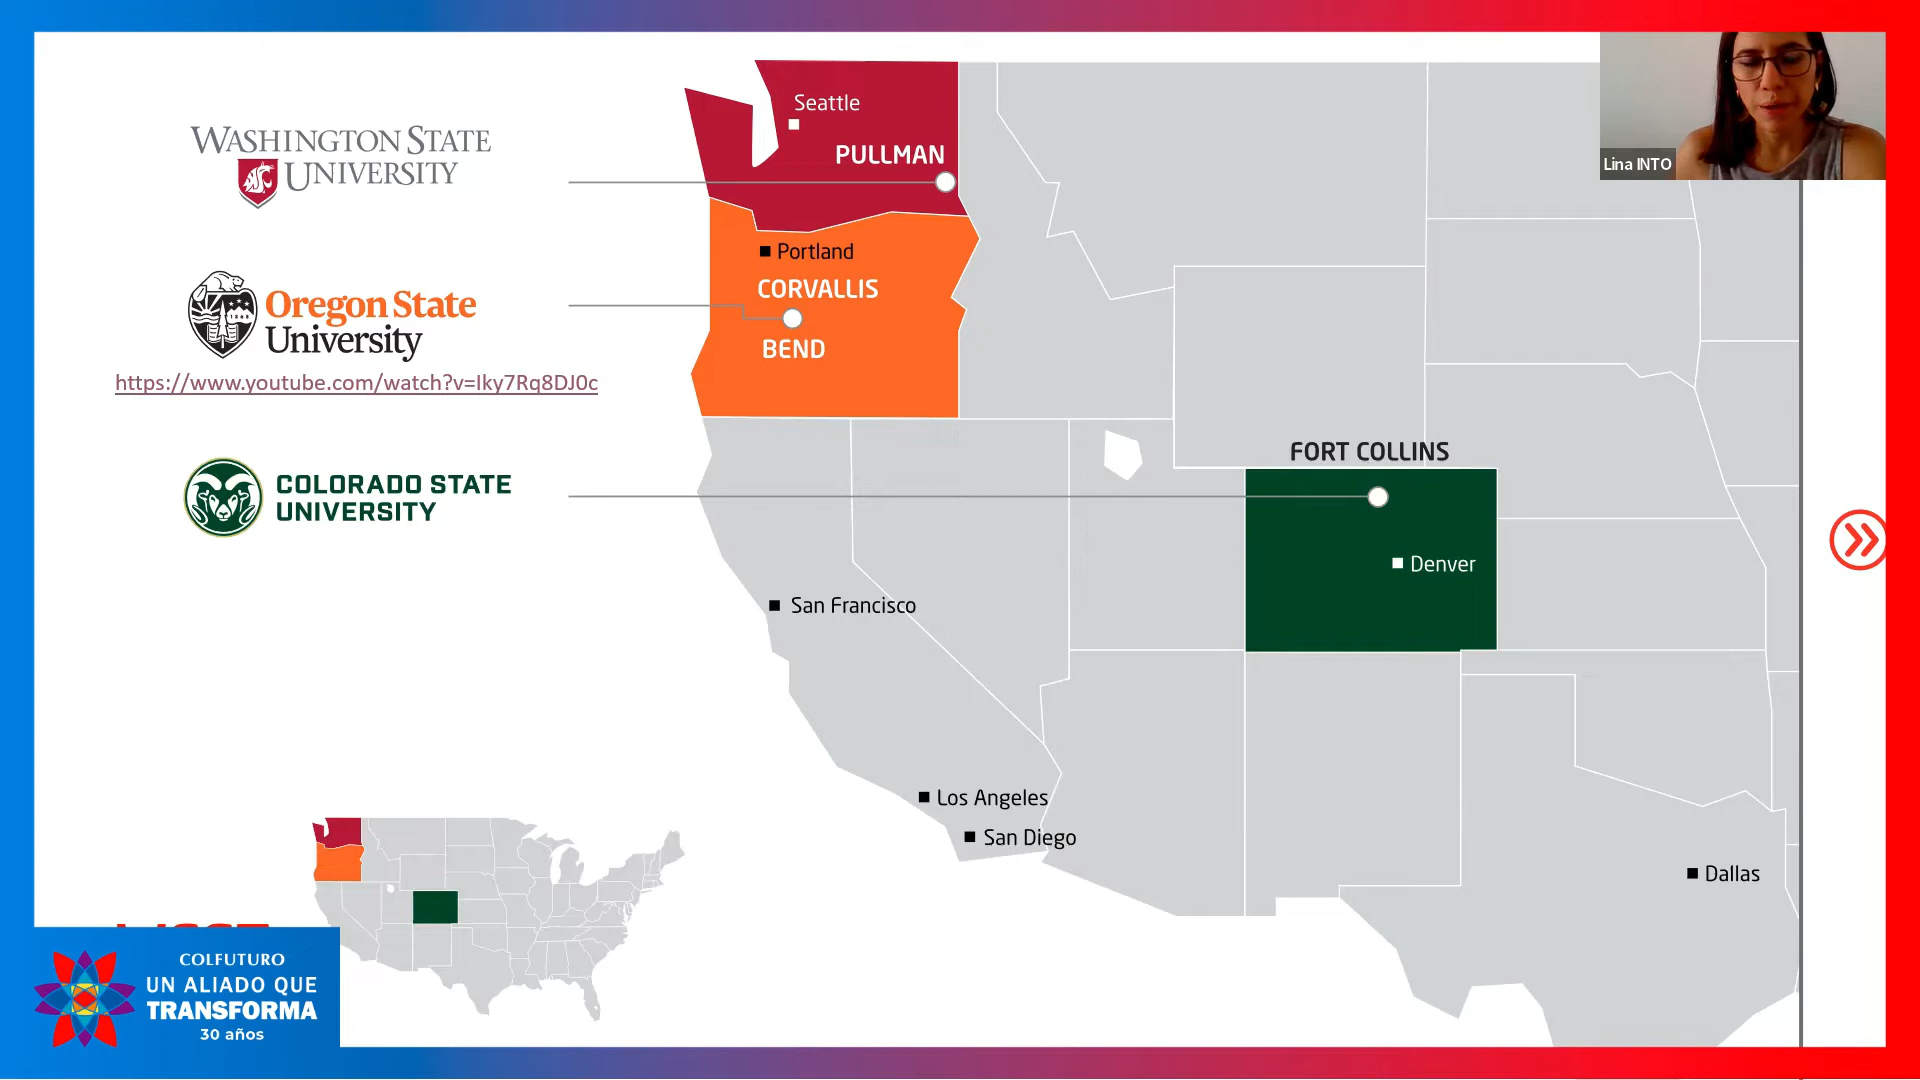 WASHINGTON STATE
UNIVERSITY
Oregon State
University
1868
https://www.youtube.com/watch?v=Iky7Rq8DJ0c
COLORADO STATE
UNIVERSITY
Seattle
PULLMAN
Portland
CORVALLIS
BEND
FORT COLLINS
Denver
San Francisco
Los Angeles
San Diego
Dallas
Lina INTO
COLFUTURO
UN ALIADO QUE
TRANSFORMA
30 años